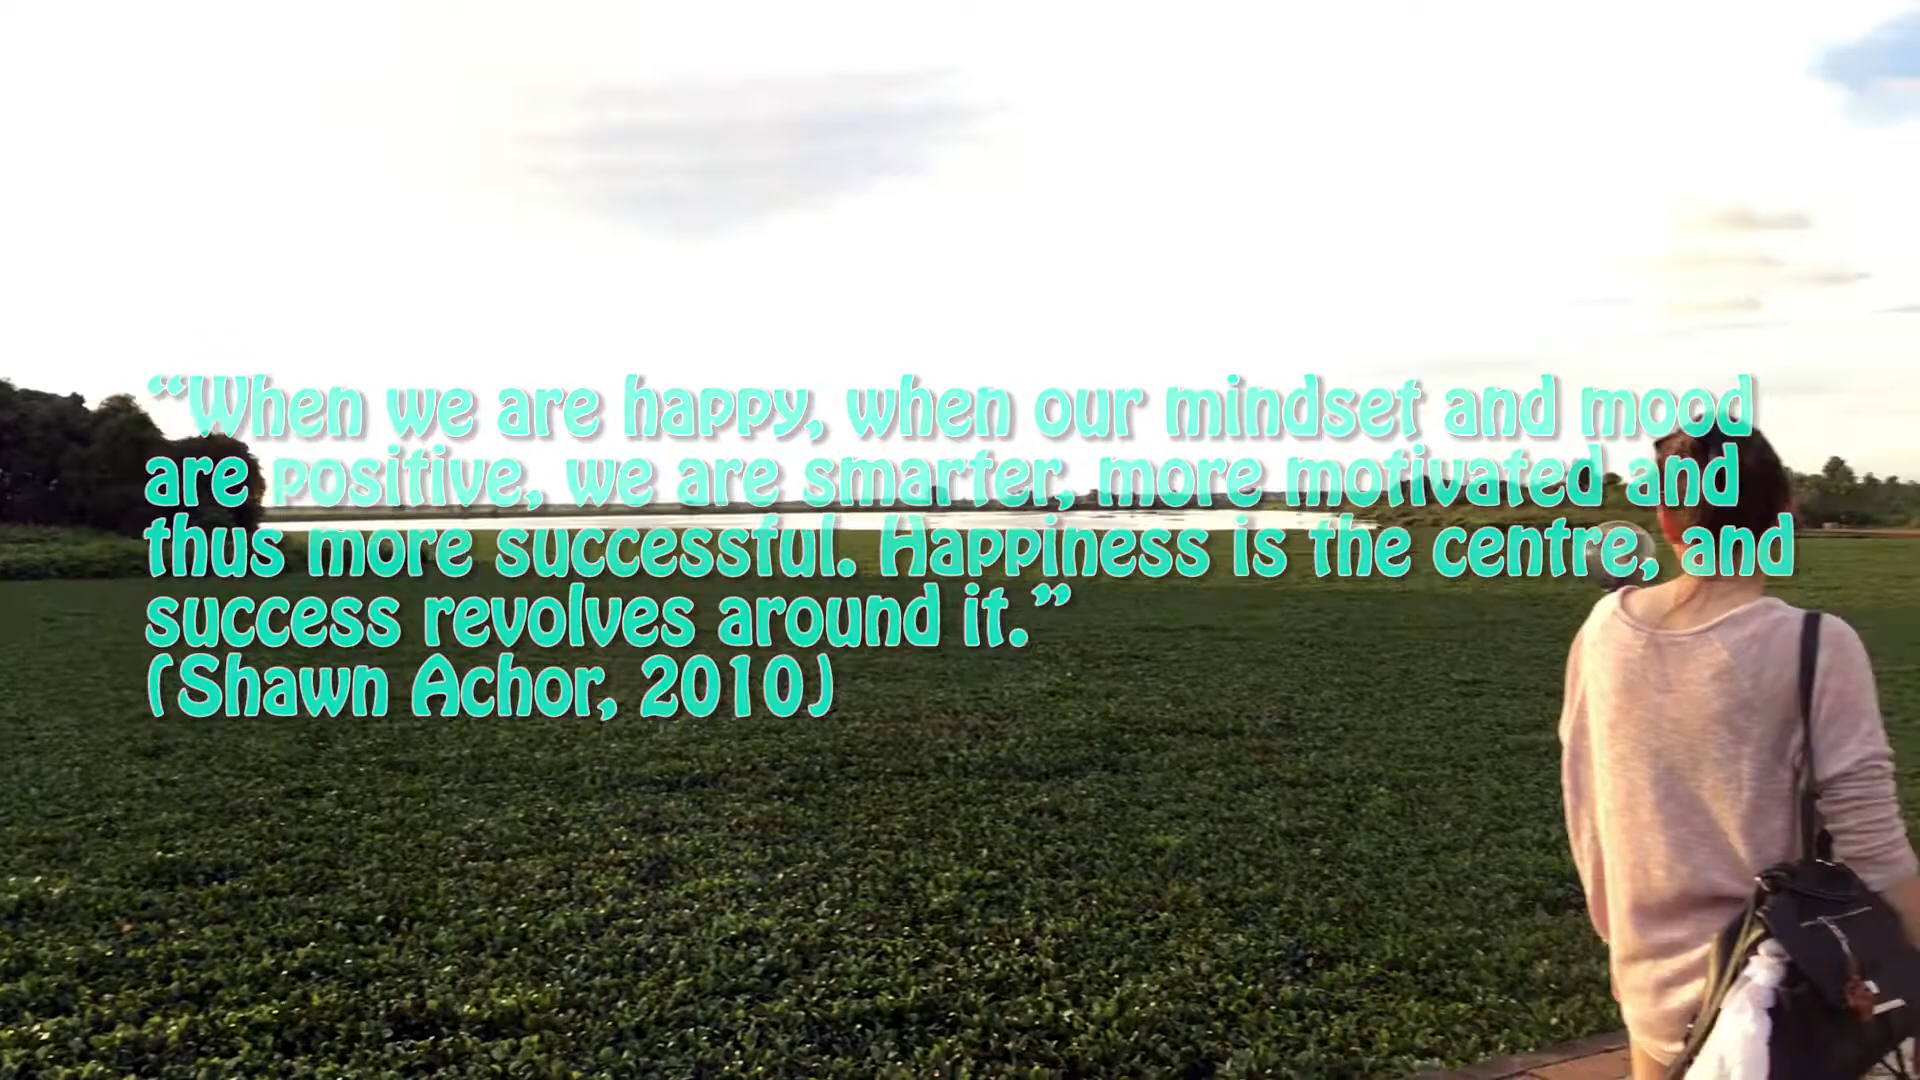 “When we are happy, when our mindset and mood
are positive, we are smarter, more motivated and
thus more successful. Happiness is the centre, and
success revolves around it.”
(Shawn Achor, 2010)